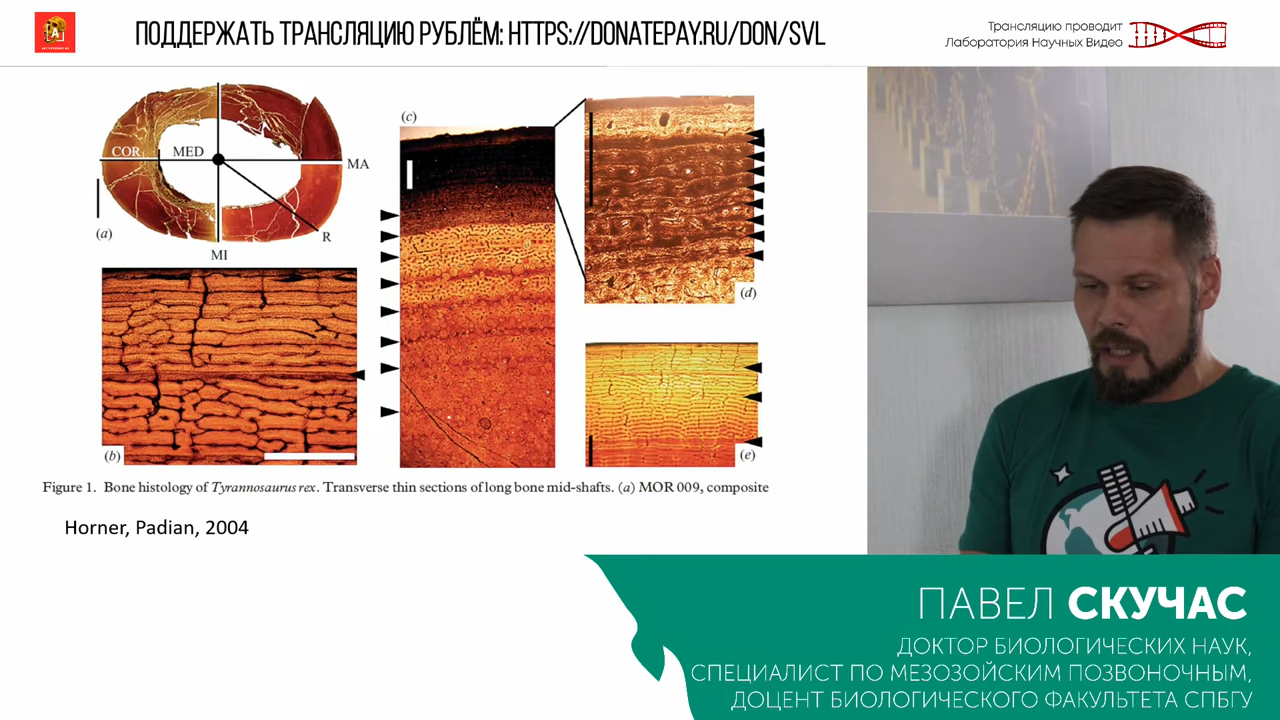 ПОДДЕРЖАТЬ ТРАНСЛЯЦИЮ РУБЛЁМ: HTTPS://DONATEPAY.RU/DON/SVL
Трансляцию проводит
Лаборатория Научных Видео
COR
MED
MA
R
MI
(a)
(b)
(c)
(d)
(e)
Figure 1. Bone histology of Tyrannosaurus rex. Transverse thin sections of long bone mid-shafts. (a) MOR 009, composite
Horner, Padian, 2004
ПАВЕЛ СКУЧАС
ДОКТОР БИОЛОГИЧЕСКИХ НАУК,
СПЕЦИАЛИСТ ПО МЕЗОЗОЙСКИМ ПОЗВОНОЧНЫМ,
ДОЦЕНТ БИОЛОГИЧЕСКОГО ФАКУЛЬТЕТА СПБГУ